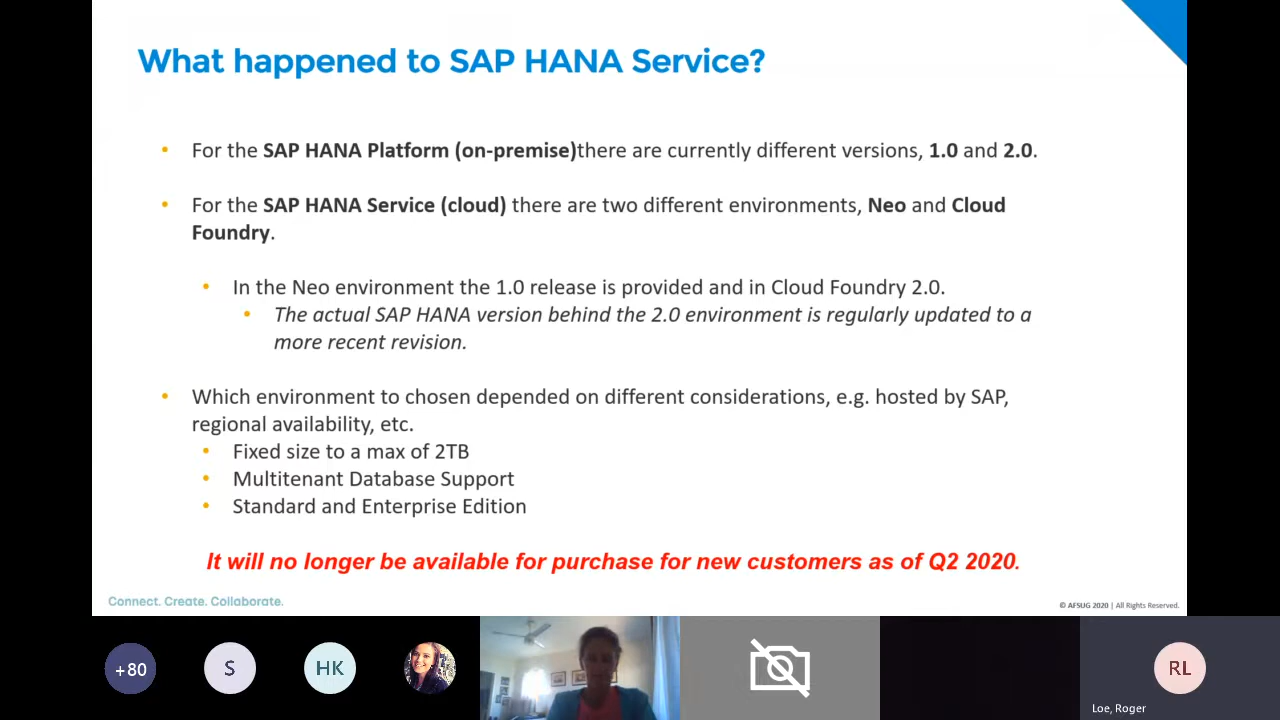 What happened to SAP HANA Service?
• For the SAP HANA Platform (on-premise)there are currently different versions, 1.0 and 2.0.
• For the SAP HANA Service (cloud) there are two different environments, Neo and Cloud
Foundry.
• In the Neo environment the 1.0 release is provided and in Cloud Foundry 2.0.
• The actual SAP HANA version behind the 2.0 environment is regularly updated to a
more recent revision.
• Which environment to chosen depended on different considerations, e.g. hosted by SAP,
regional availability, etc.
• Fixed size to a max of 2TB
• Multitenant Database Support
• Standard and Enterprise Edition
It will no longer be available for purchase for new customers as of Q2 2020.
Connect. Create. Collaborate.
© AFSUG 2020 | All Rights Reserved.
+80
S
HK
RL
Loe, Roger